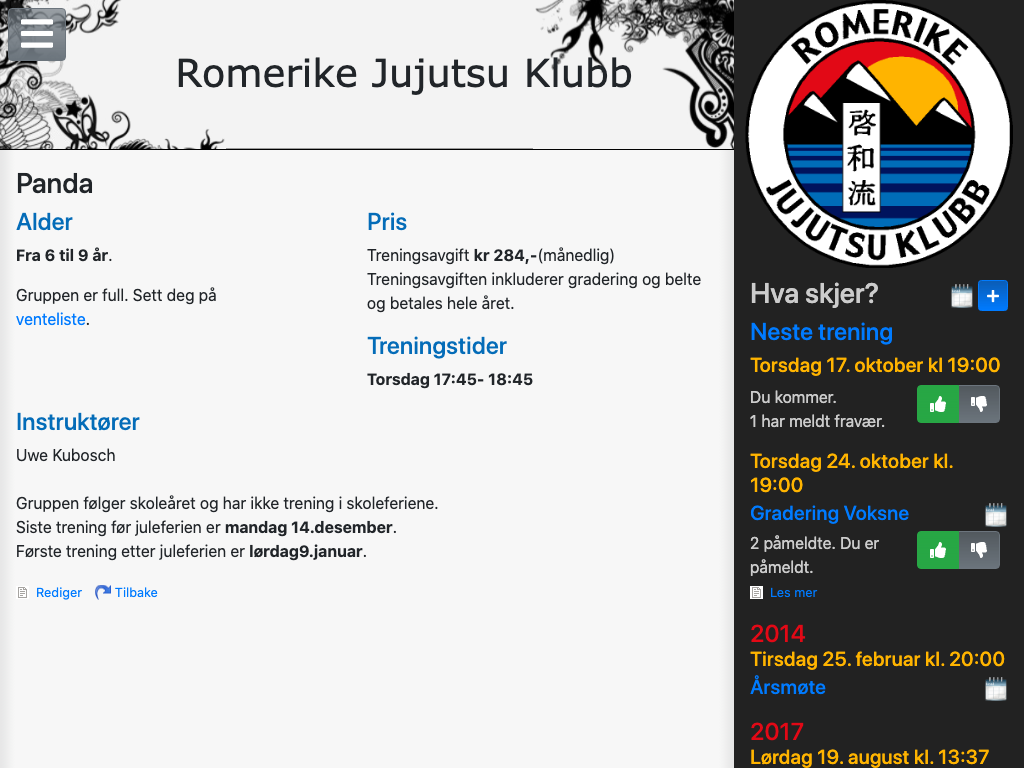 Romerike Jujutsu Klubb
Panda
Alder
Fra 6 til 9 år.
Gruppen er full. Sett deg på
venteliste.
Pris
Treningsavgift kr 284,-(månedlig)
Treningsavgiften inkluderer gradering og belte
og betales hele året.
Treningstider
Torsdag 17:45- 18:45
Instruktører
Uwe Kubosch
Gruppen følger skoleåret og har ikke trening i skoleferiene.
Siste trening før juleferien er mandag 14.desember.
Første trening etter juleferien er lørdag9.januar.
Rediger Tilbake
ROMERIKE
啓和流
JUJUTSU KLUBB
Hva skjer?
Neste trening
Torsdag 17. oktober kl 19:00
Du kommer.
1 har meldt fravær.
Torsdag 24. oktober kl.
19:00
Gradering Voksne
2 påmeldte. Du er
påmeldt.
Les mer
2014
Tirsdag 25. februar kl. 20:00
Årsmøte
2017
Lørdag 19. august kl. 13:37